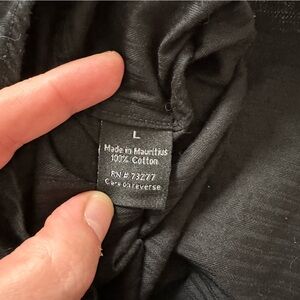 L
Made in Mauritius
100% Cotton
RN # 73277
Care on reverse